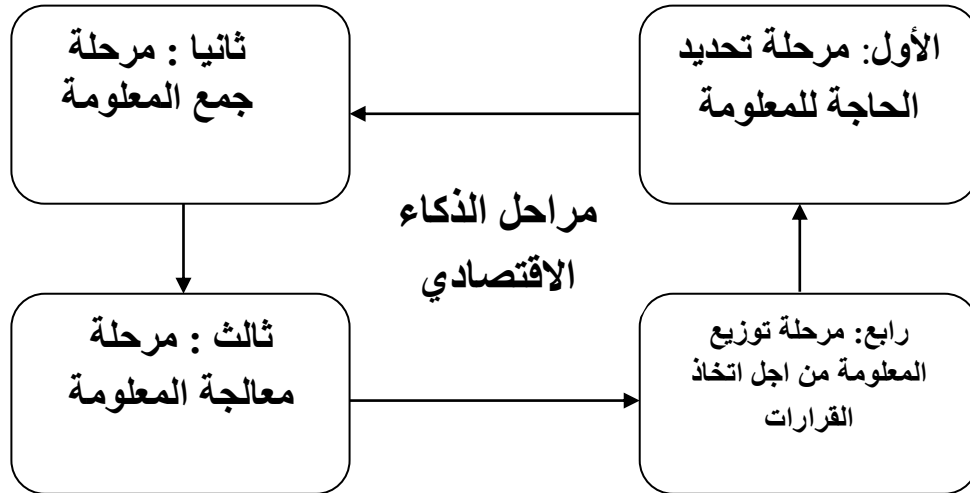 الأول: مرحلة تحديد
الحاجة للمعلومة
ثانيا : مرحلة
جمع المعلومة
مراحل الذكاء
الاقتصادي
ثالث : مرحلة
معالجة المعلومة
رابع: مرحلة توزيع
المعلومة من اجل اتخاذ
القرارات